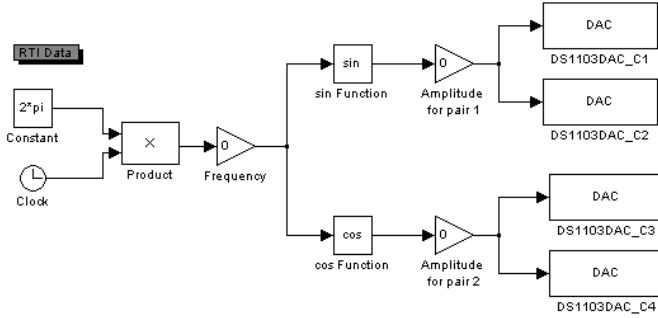 RTI Data
2*pi
Constant
Clock
×
Product
0
Frequency
sin
sin Function
0
Amplitude
for pair 1
DAC
DS1103DAC_C1
DAC
DS1103DAC_C2
cos
cos Function
0
Amplitude
for pair 2
DAC
DS1103DAC_C3
DAC
DS1103DAC_C4